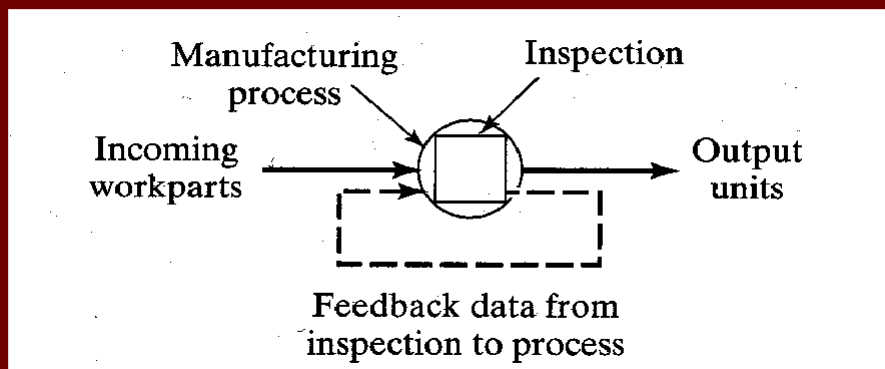 Manufacturing
process
Inspection
Incoming
workparts
Output
units
Feedback data from
inspection to process